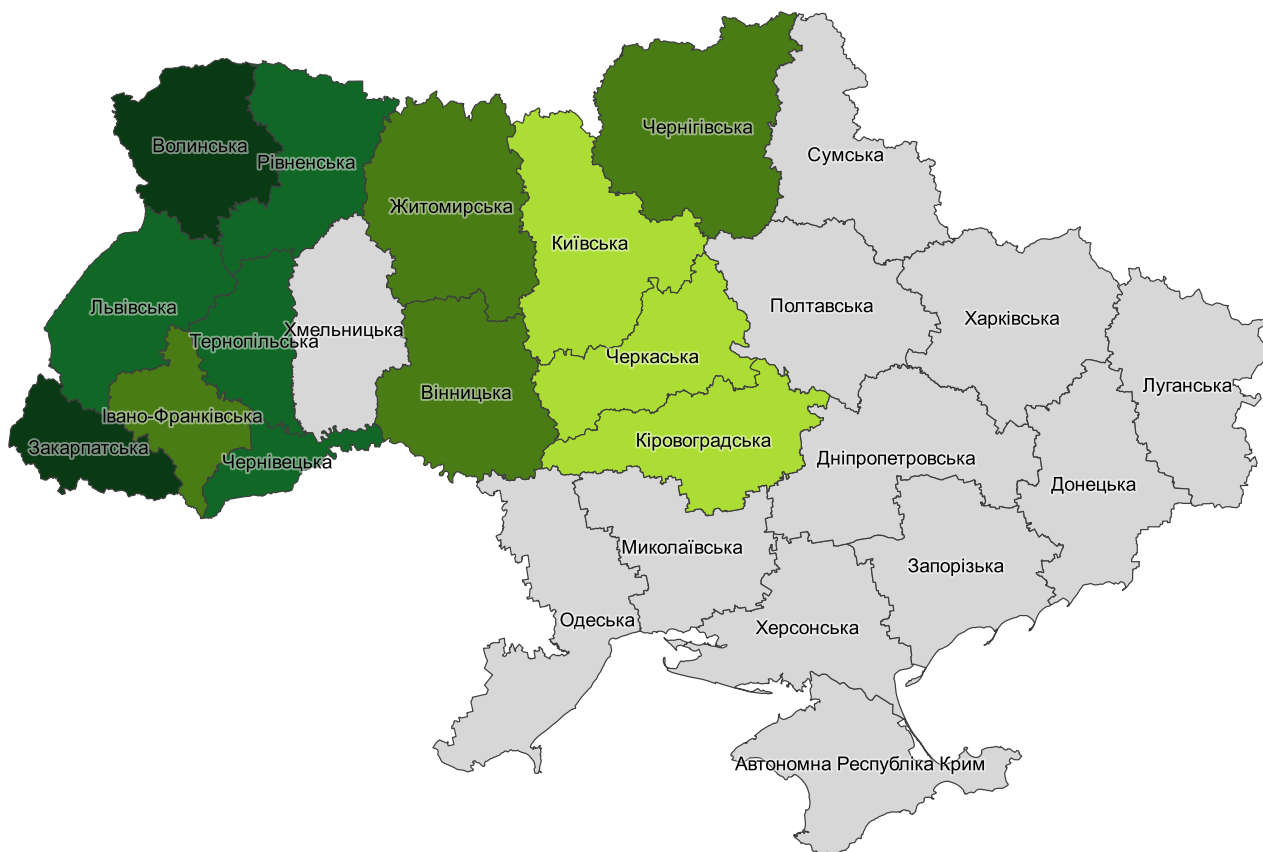 Чернігівська
Волинська
Рівненська
Сумська
Житомирська
Київська
Львівська
Тернопільська
Хмельницька
Полтавська
Харківська
Черкаська
Луганська
Вінницька
Івано-Франківська
Закарпатська
Чернівецька
Кіровоградська
Дніпропетровська
Донецька
Миколаївська
Запорізька
Одеська
Херсонська
Автономна Республіка Крим